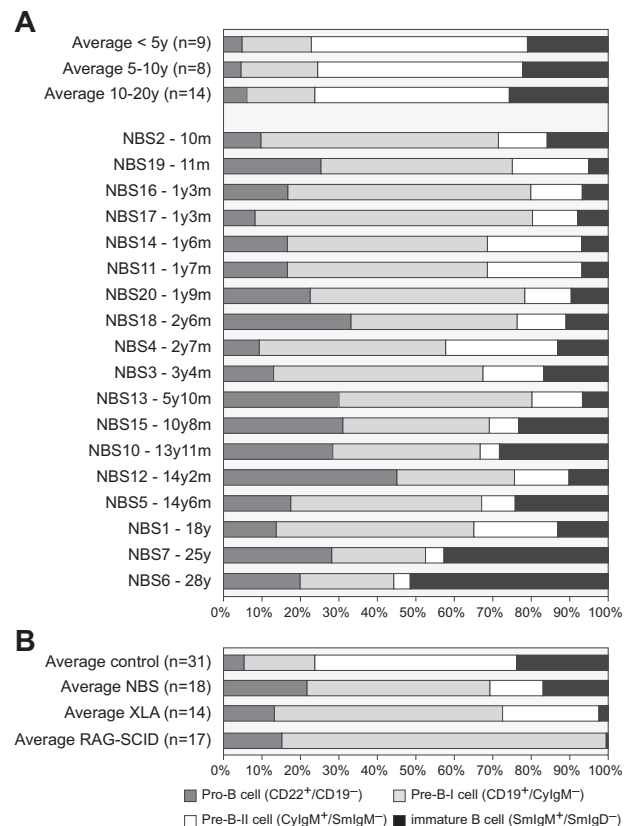 A
Average < 5y (n=9)
Average 5-10y (n=8)
Average 10-20y (n=14)
NBS2 - 10m
NBS19 - 11m
NBS16 - 1y3m
NBS17 - 1y3m
NBS14 - 1y6m
NBS11 - 1y7m
NBS20 - 1y9m
NBS18 - 2y6m
NBS4 - 2y7m
NBS3 - 3y4m
NBS13 - 5y10m
NBS15 - 10y8m
NBS10 - 13y11m
NBS12 - 14y2m
NBS5 - 14y6m
NBS1 - 18y
NBS7 - 25y
NBS6 - 28y
0% 10% 20% 30% 40% 50% 60% 70% 80% 90% 100%
B
Average control (n=31)
Average NBS (n=18)
Average XLA (n=14)
Average RAG-SCID (n=17)
0% 10% 20% 30% 40% 50% 60% 70% 80% 90% 100%
Pro-B cell (CD22⁺/CD19⁻) Pre-B-I cell (CD19⁺/CyIgM⁻)
Pre-B-II cell (CyIgM⁺/SmIgM⁻) immature B cell (SmIgM⁺/SmIgD⁻)